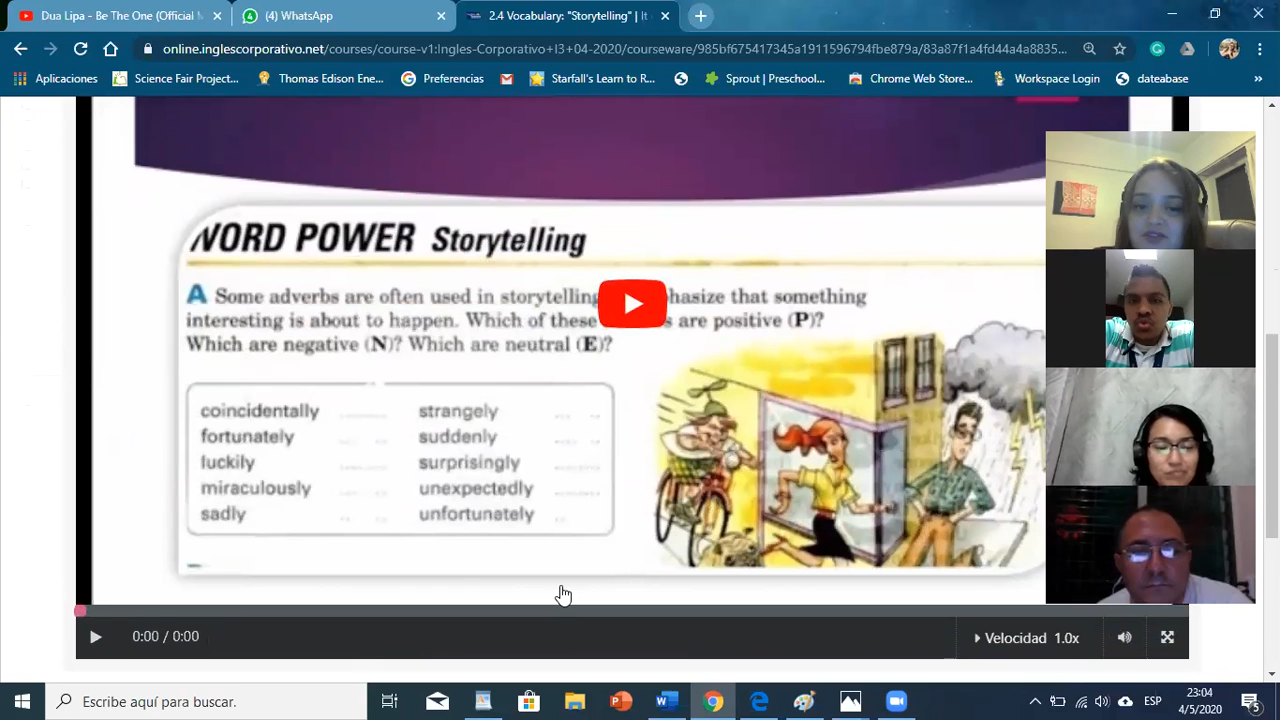 Dua Lipa - Be The One (Official M
(4) WhatsApp
2.4 Vocabulary: "Storytelling" | It
online.inglescorporativo.net/courses/course-v1:Ingles-Corporativo+I3+04-2020/courseware/985bf675417345a1911596794fbe879a/83a87f1a4fd44a4a8835...
Aplicaciones
Science Fair Project...
Thomas Edison Ene...
Preferencias
Starfall's Learn to R...
Sprout | Preschool...
Chrome Web Store...
Workspace Login
dateabase
WORD POWER Storytelling
A Some adverbs are often used in storytelling
hasize that something
interesting is about to happen. Which of these
are positive (P)?
Which are negative (N)? Which are neutral (E)?
coincidentally
strangely
fortunately
suddenly
luckily
surprisingly
miraculously
unexpectedly
sadly
unfortunately
0:00 / 0:00
Velocidad 1.0x
Escribe aquí para buscar.
ESP
23:04
4/5/2020
5